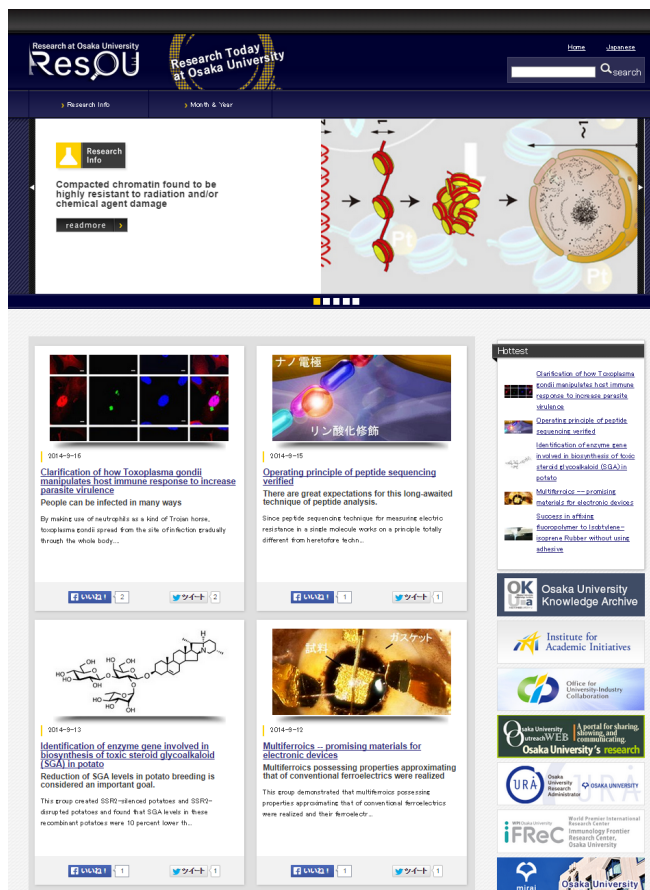 Research at Osaka University
ResOU
Research Today
at Osaka University
Home
Japanese
search
Research Info
Month & Year
Research
Info
Compacted chromatin found to be
highly resistant to radiation and/or
chemical agent damage
readmore
Pt
Pt
~1
1
ナノ電極
リン酸化修飾
2014-9-16
Clarification of how Toxoplasma gondii
manipulates host immune response to increase
parasite virulence
People can be infected in many ways
By making use of neutrophils as a kind of Trojan horse,
toxoplasma gondii spread from the site of infection gradually
through the whole body....
いいね！ 2
ツイート 2
2014-9-15
Operating principle of peptide sequencing
verified
There are great expectations for this long-awaited
technique of peptide analysis.
Since peptide sequencing technique for measuring electric
resistance in a single molecule works on a principle totally
different from heretofore techn...
いいね！ 1
ツイート 1
試料
ガスケット
2014-9-13
Identification of enzyme gene involved in
biosynthesis of toxic steroid glycoalkaloid
(SGA) in potato
Reduction of SGA levels in potato breeding is
considered an important goal.
This group created SSR2-silenced potatoes and SSR2-
disrupted potatoes and found that SGA levels in these
recombinant potatoes were 10 percent lower th...
いいね！ 1
ツイート 1
2014-9-12
Multiferroics -- promising materials for
electronic devices
Multiferroics possessing properties approximating
that of conventional ferroelectrics were realized
This group demonstrated that multiferroics possessing
properties approximating that of conventional ferroelectrics
were realized and their ferroelectr...
いいね！ 1
ツイート 1
Hottest
Clarification of how Toxoplasma
gondii manipulates host immune
response to increase parasite
virulence
Operating principle of peptide
sequencing verified
Identification of enzyme gene
involved in biosynthesis of toxic
steroid glycoalkaloid (SGA) in
potato
Multiferroics -- promising
materials for electronic devices
Success in affixing
fluoropolymer to Isobtylene-
isoprene Rubber without using
adhesive
OKUa
Osaka University
Knowledge Archive
Institute for
Academic Initiatives
Office for
University-Industry
Collaboration
Osaka University
Outreach WEB
A portal for sharing,
showing, and
communicating.
Osaka University's research
URA
Osaka
University
Research
Administrator
OSAKA UNIVERSITY
iFReC
World Premier International
Research Center
Immunology Frontier
Research Center,
Osaka University
mirai
Osaka University